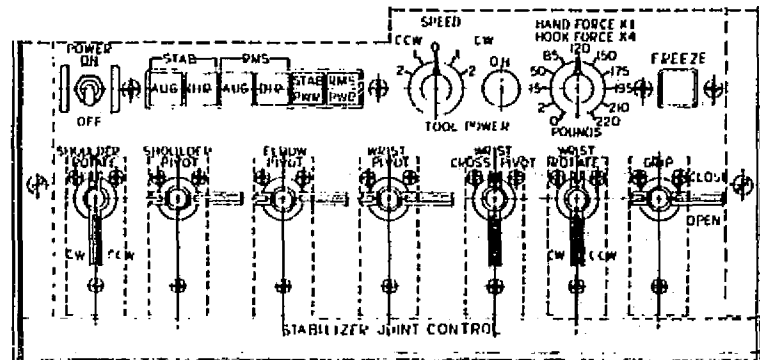 SPEED
HAND FORCE X1
HOOK FORCE X4
POWER
ON
OFF
STAB
RMS
AUG
DIR
AUG
DIR
STAB
PWR
RMS
PWR
CCW
0
CW
1
1
2
2
ON
TOOL POWER
120
85
150
50
175
15
195
2
210
0
220
POUNDS
FREEZE
SHOULDER
ROTATE
SHOULDER
PIVOT
ELBOW
PIVOT
WRIST
PIVOT
WRIST
CROSS PIVOT
WRIST
ROTATE
GRIP
CLOSE
OPEN
CW
CCW
CW
CCW
STABILIZER JOINT CONTROL